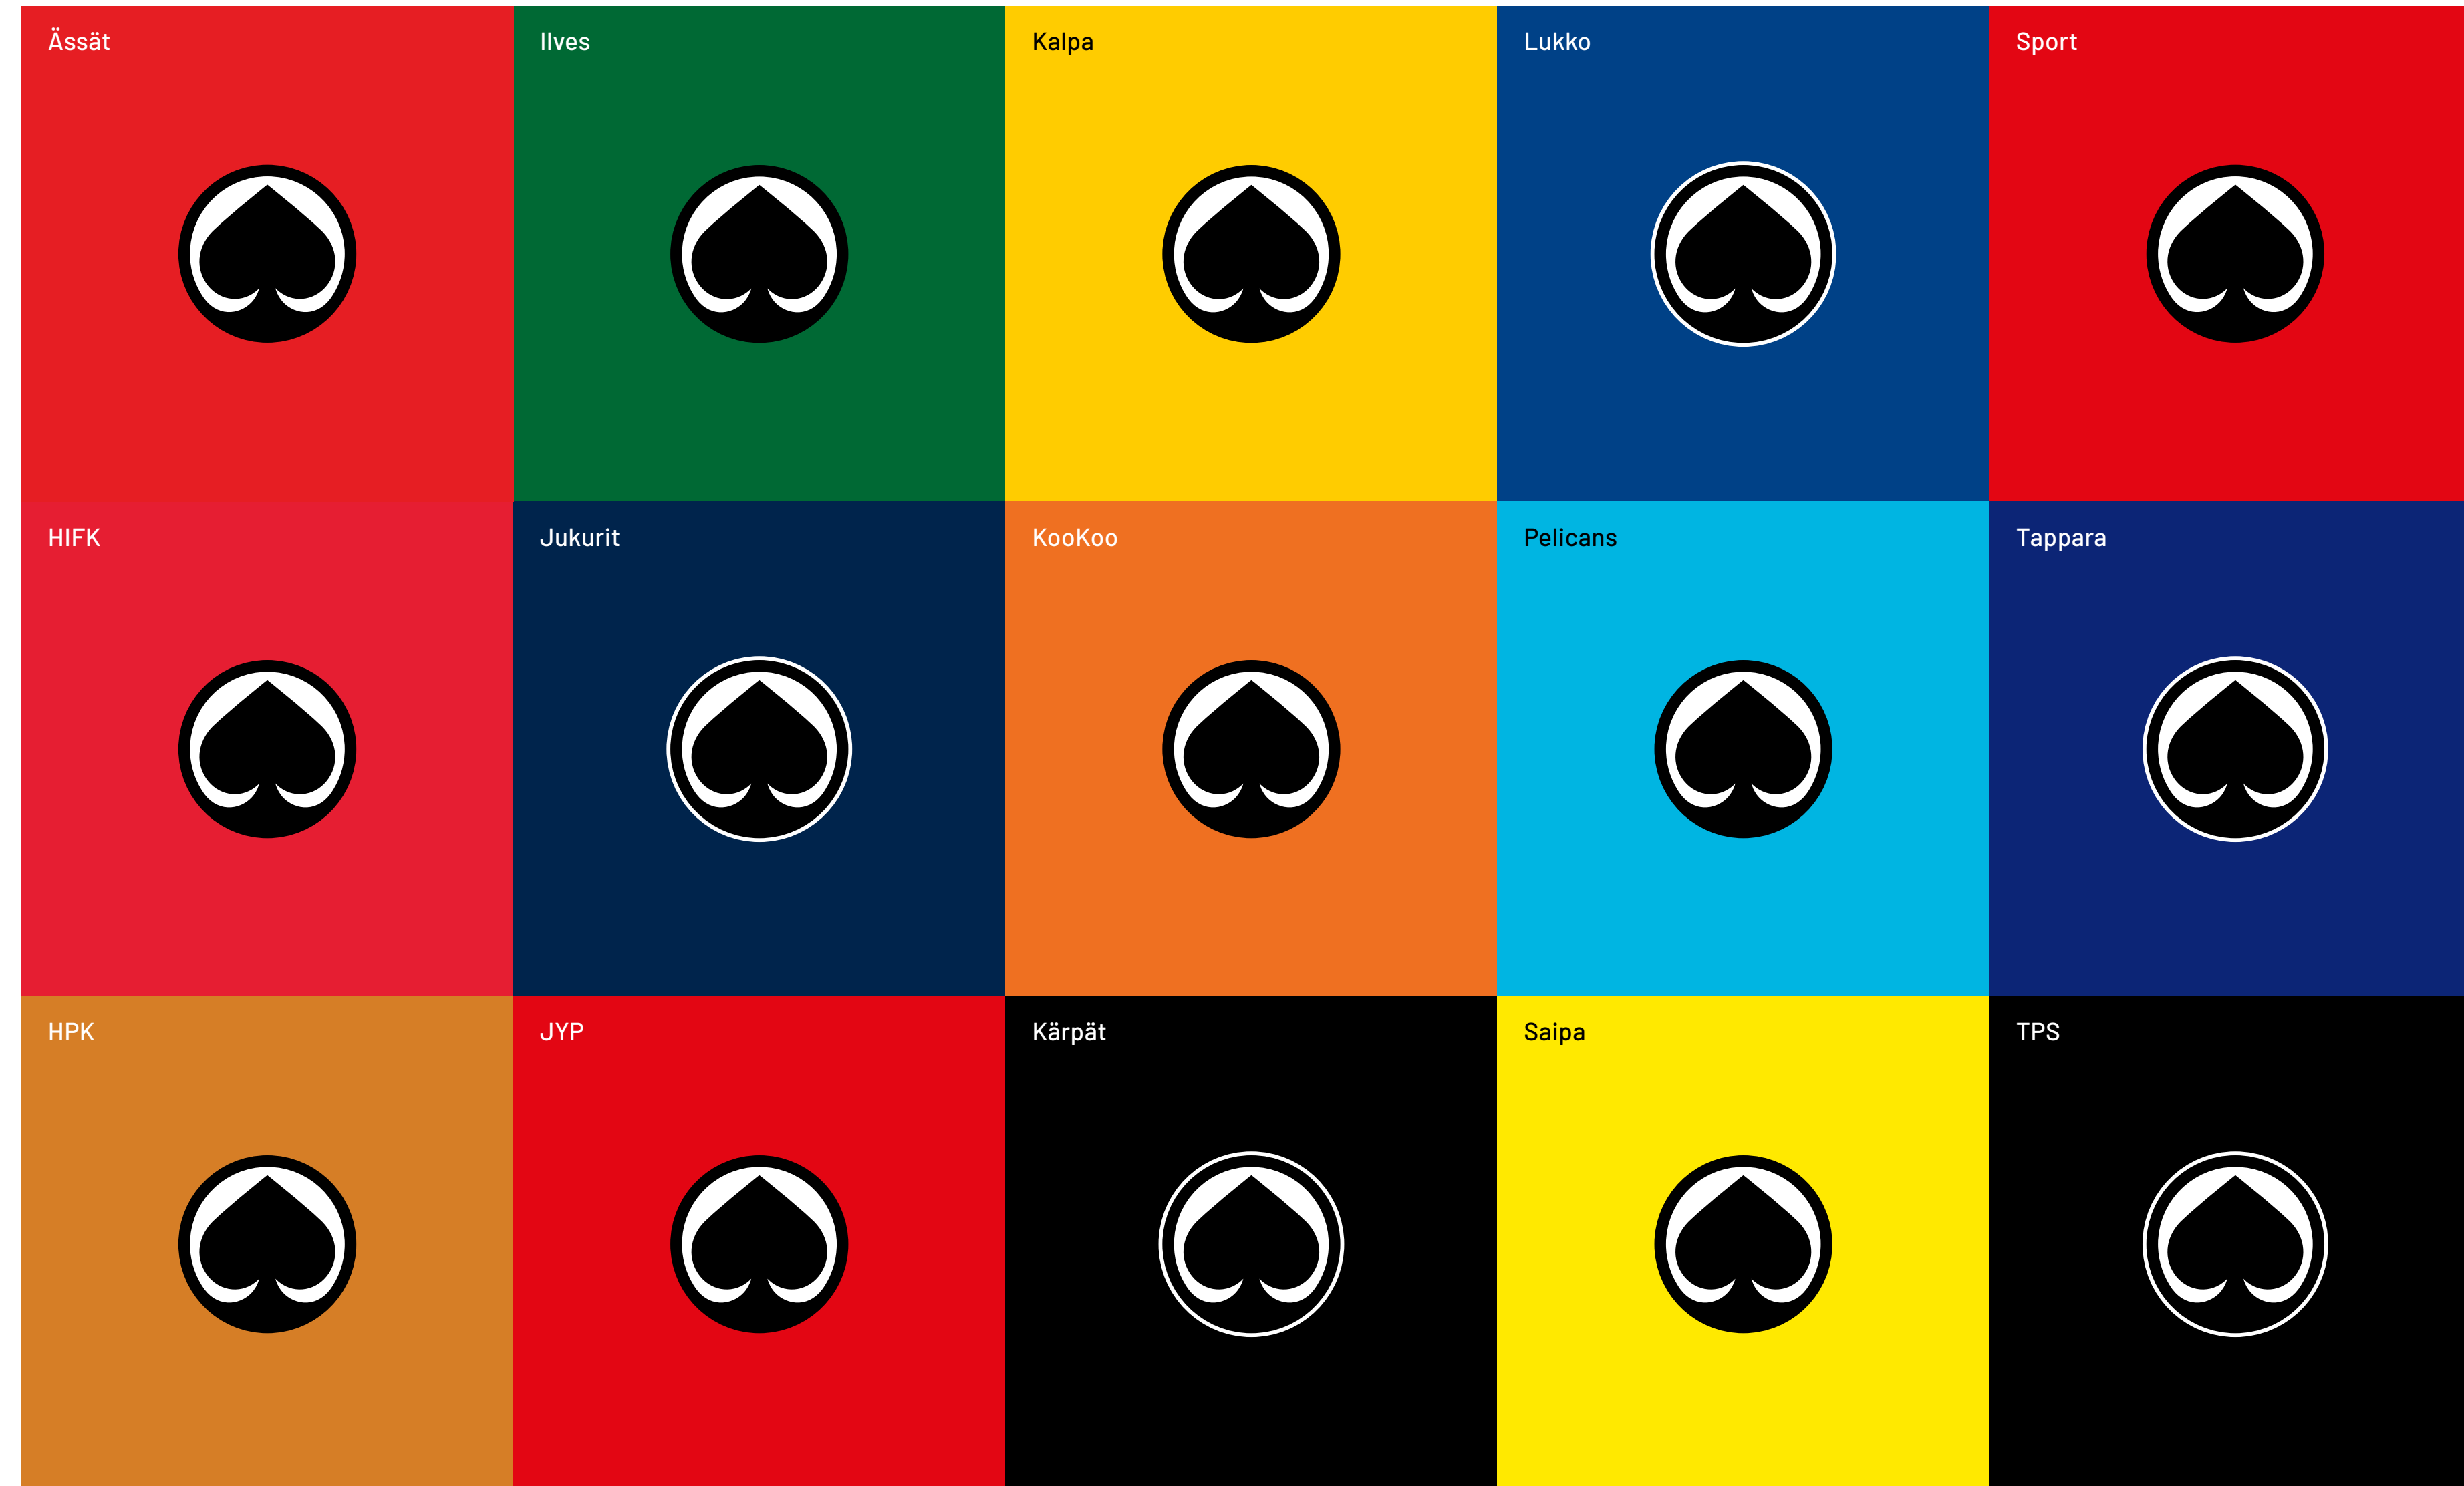 Ässät
Ilves
Kalpa
Lukko
Sport
HIFK
Jukurit
KooKoo
Pelicans
Tappara
HPK
JYP
Kärpät
Saipa
TPS